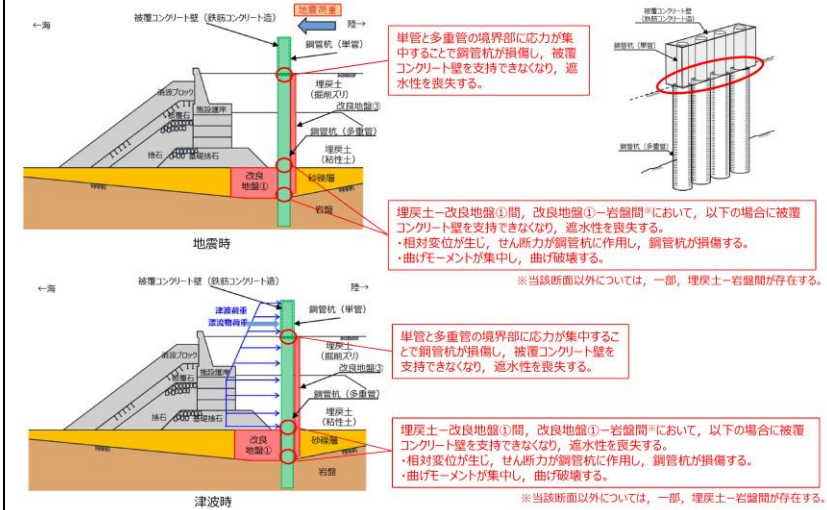 地震荷重
←海
被覆コンクリート壁(鉄筋コンクリート造)
陸→
鋼管杭(単管)
埋戻土
(掘削ズリ)
改良地盤③
鋼管杭(多重管)
埋戻土
(粘性土)
消波ブロック
被覆石
捨石
施設護岸
基礎捨石
改良
地盤①
砂礫層
岩盤
地震時
単管と多重管の境界部に応力が集
中することで鋼管杭が損傷し,被覆
コンクリート壁を支持できなくなり,遮
水性を喪失する。
被覆コンクリート壁
(鉄筋コンクリート造)
鋼管杭(単管)
鋼管杭(多重管)
埋戻土-改良地盤①間,改良地盤①-岩盤間※において,以下の場合に被覆
コンクリート壁を支持できなくなり,遮水性を喪失する。
・相対変位が生じ,せん断力が鋼管杭に作用し,鋼管杭が損傷する。
・曲げモーメントが集中し,曲げ破壊する。
※当該断面以外については,一部,埋戻土-岩盤間が存在する。
←海
被覆コンクリート壁(鉄筋コンクリート造)
陸→
津波荷重
漂流物荷重
鋼管杭(単管)
埋戻土
(掘削ズリ)
改良地盤③
鋼管杭(多重管)
埋戻土
(粘性土)
消波ブロック
被覆石
捨石
施設護岸
基礎捨石
改良
地盤①
砂礫層
岩盤
津波時
単管と多重管の境界部に応力が集中するこ
とで鋼管杭が損傷し,被覆コンクリート壁を
支持できなくなり,遮水性を喪失する。
埋戻土-改良地盤①間,改良地盤①-岩盤間※において,以下の場合に被覆
コンクリート壁を支持できなくなり,遮水性を喪失する。
・相対変位が生じ,せん断力が鋼管杭に作用し,鋼管杭が損傷する。
・曲げモーメントが集中し,曲げ破壊する。
※当該断面以外については,一部,埋戻土-岩盤間が存在する。